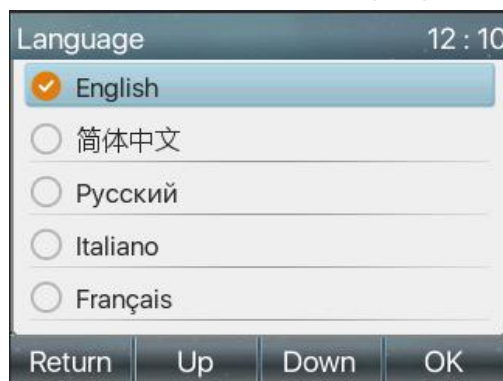 Language 12 : 10
English
简体中文
Русский
Italiano
Français
Return Up Down OK